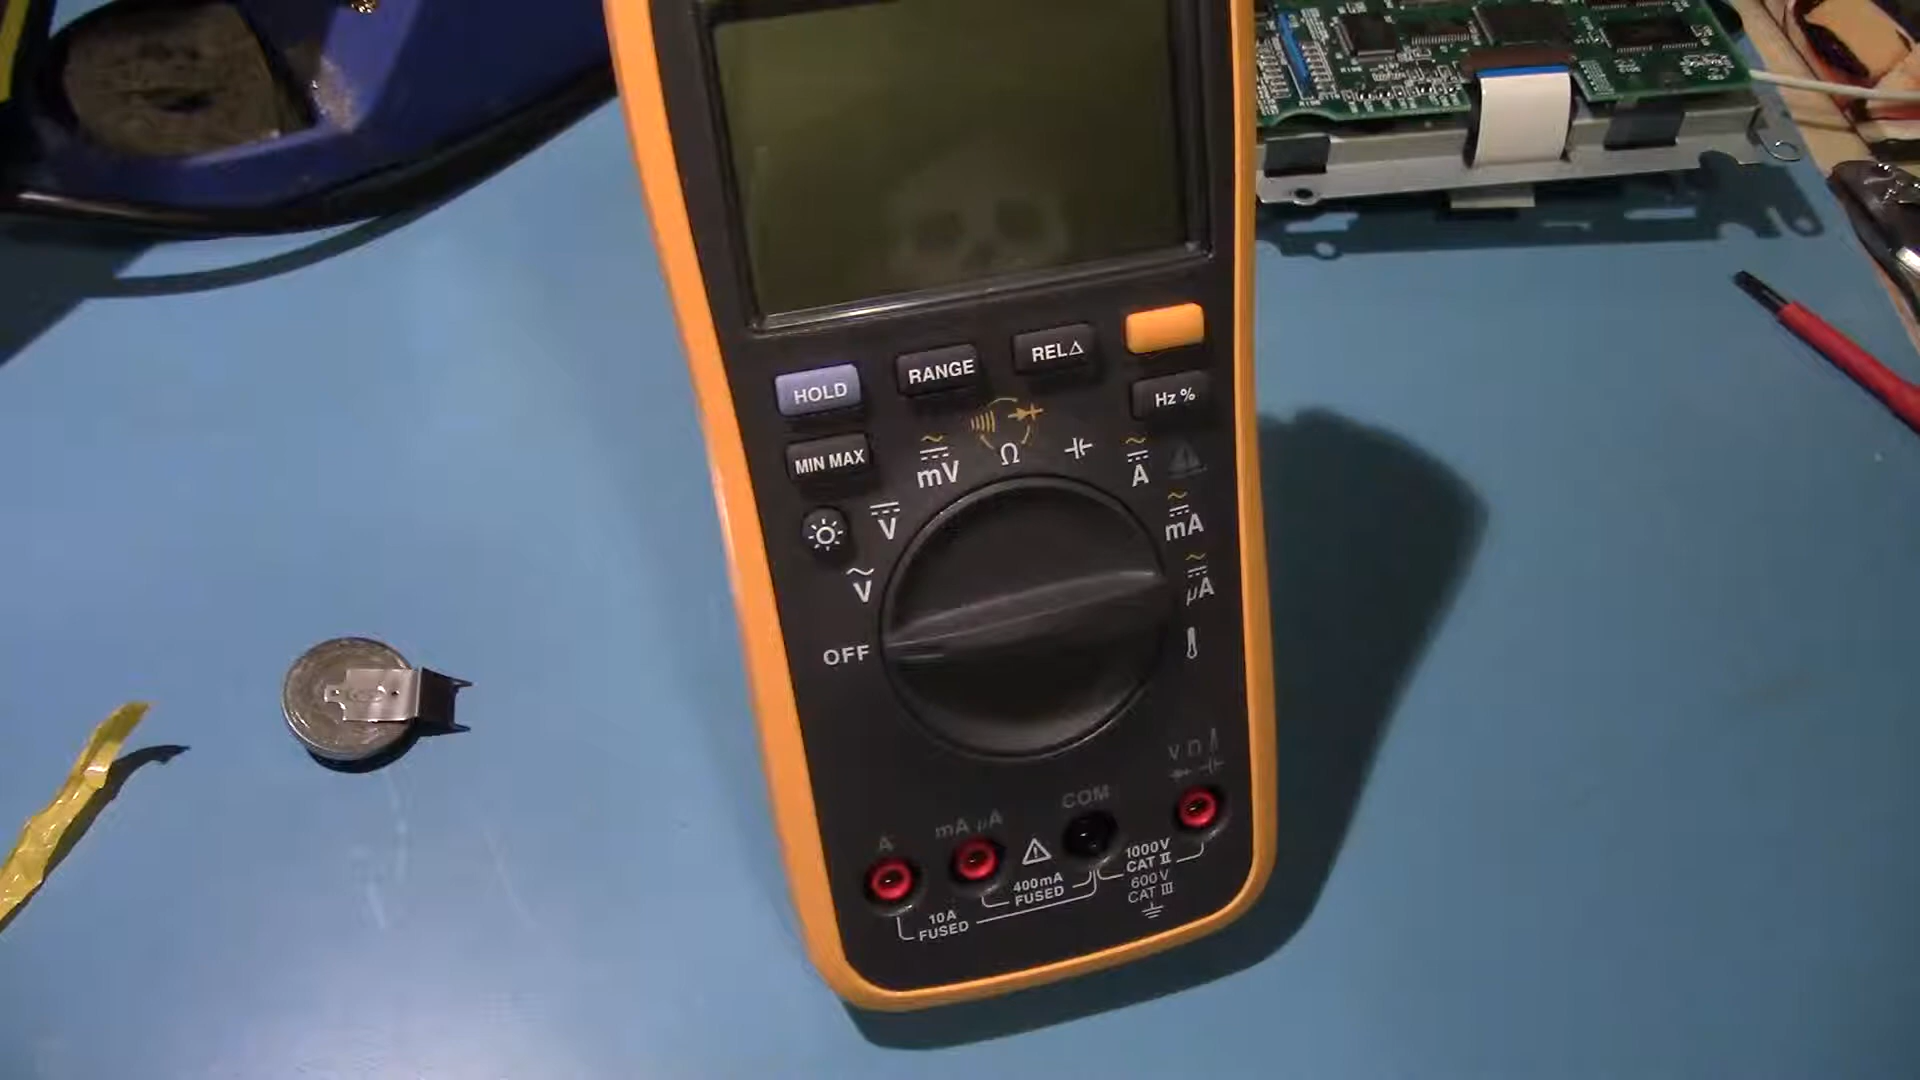 HOLD
RANGE
REL△
Hz %
MIN MAX
mV
Ω
A
mA
V
µA
V
OFF
V Ω
COM
mA µA
A
1000V
CAT II
400mA
FUSED
600V
CAT III
10A
FUSED